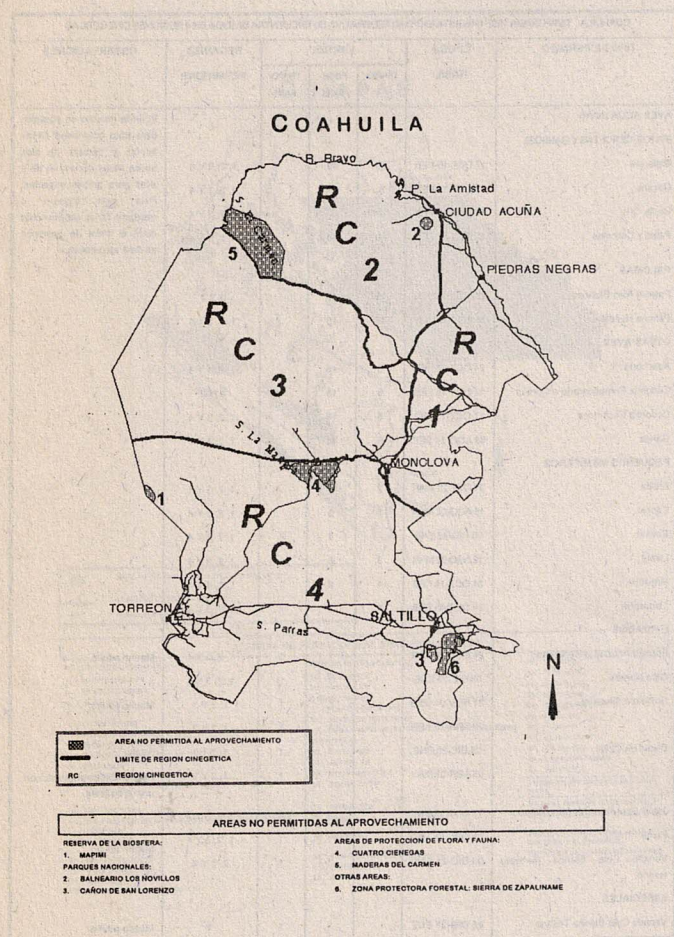 COAHUILA
R. Bravo
P. La Amistad
CIUDAD ACUÑA
2
R
C
2
5
PIEDRAS NEGRAS
R
C
3
R
C
1
S. La Ma
MONCLOVA
4
1
R
C
4
TORREON
S. Parras
SALTILLO
3
6
N
AREA NO PERMITIDA AL APROVECHAMIENTO
LIMITE DE REGION CINEGETICA
RC REGION CINEGETICA
AREAS NO PERMITIDAS AL APROVECHAMIENTO
RESERVA DE LA BIOSFERA:
1. MAPIMI
PARQUES NACIONALES:
2. BALNEARIO LOS NOVILLOS
3. CAÑON DE SAN LORENZO
AREAS DE PROTECCION DE FLORA Y FAUNA:
4. CUATRO CIENEGAS
5. MADERAS DEL CARMEN
OTRAS AREAS:
6. ZONA PROTECTORA FORESTAL: SIERRA DE ZAPALINAME